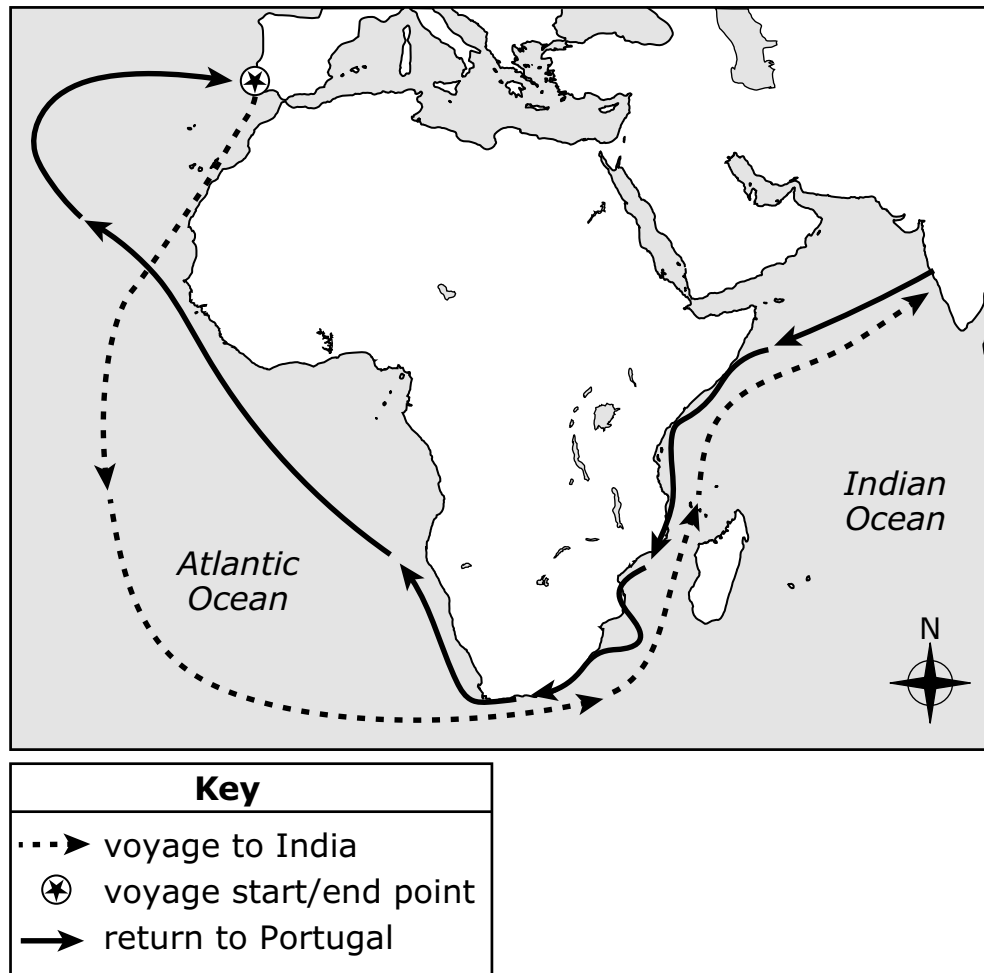 Atlantic
Ocean
Indian
Ocean
N
Key
voyage to India
voyage start/end point
return to Portugal